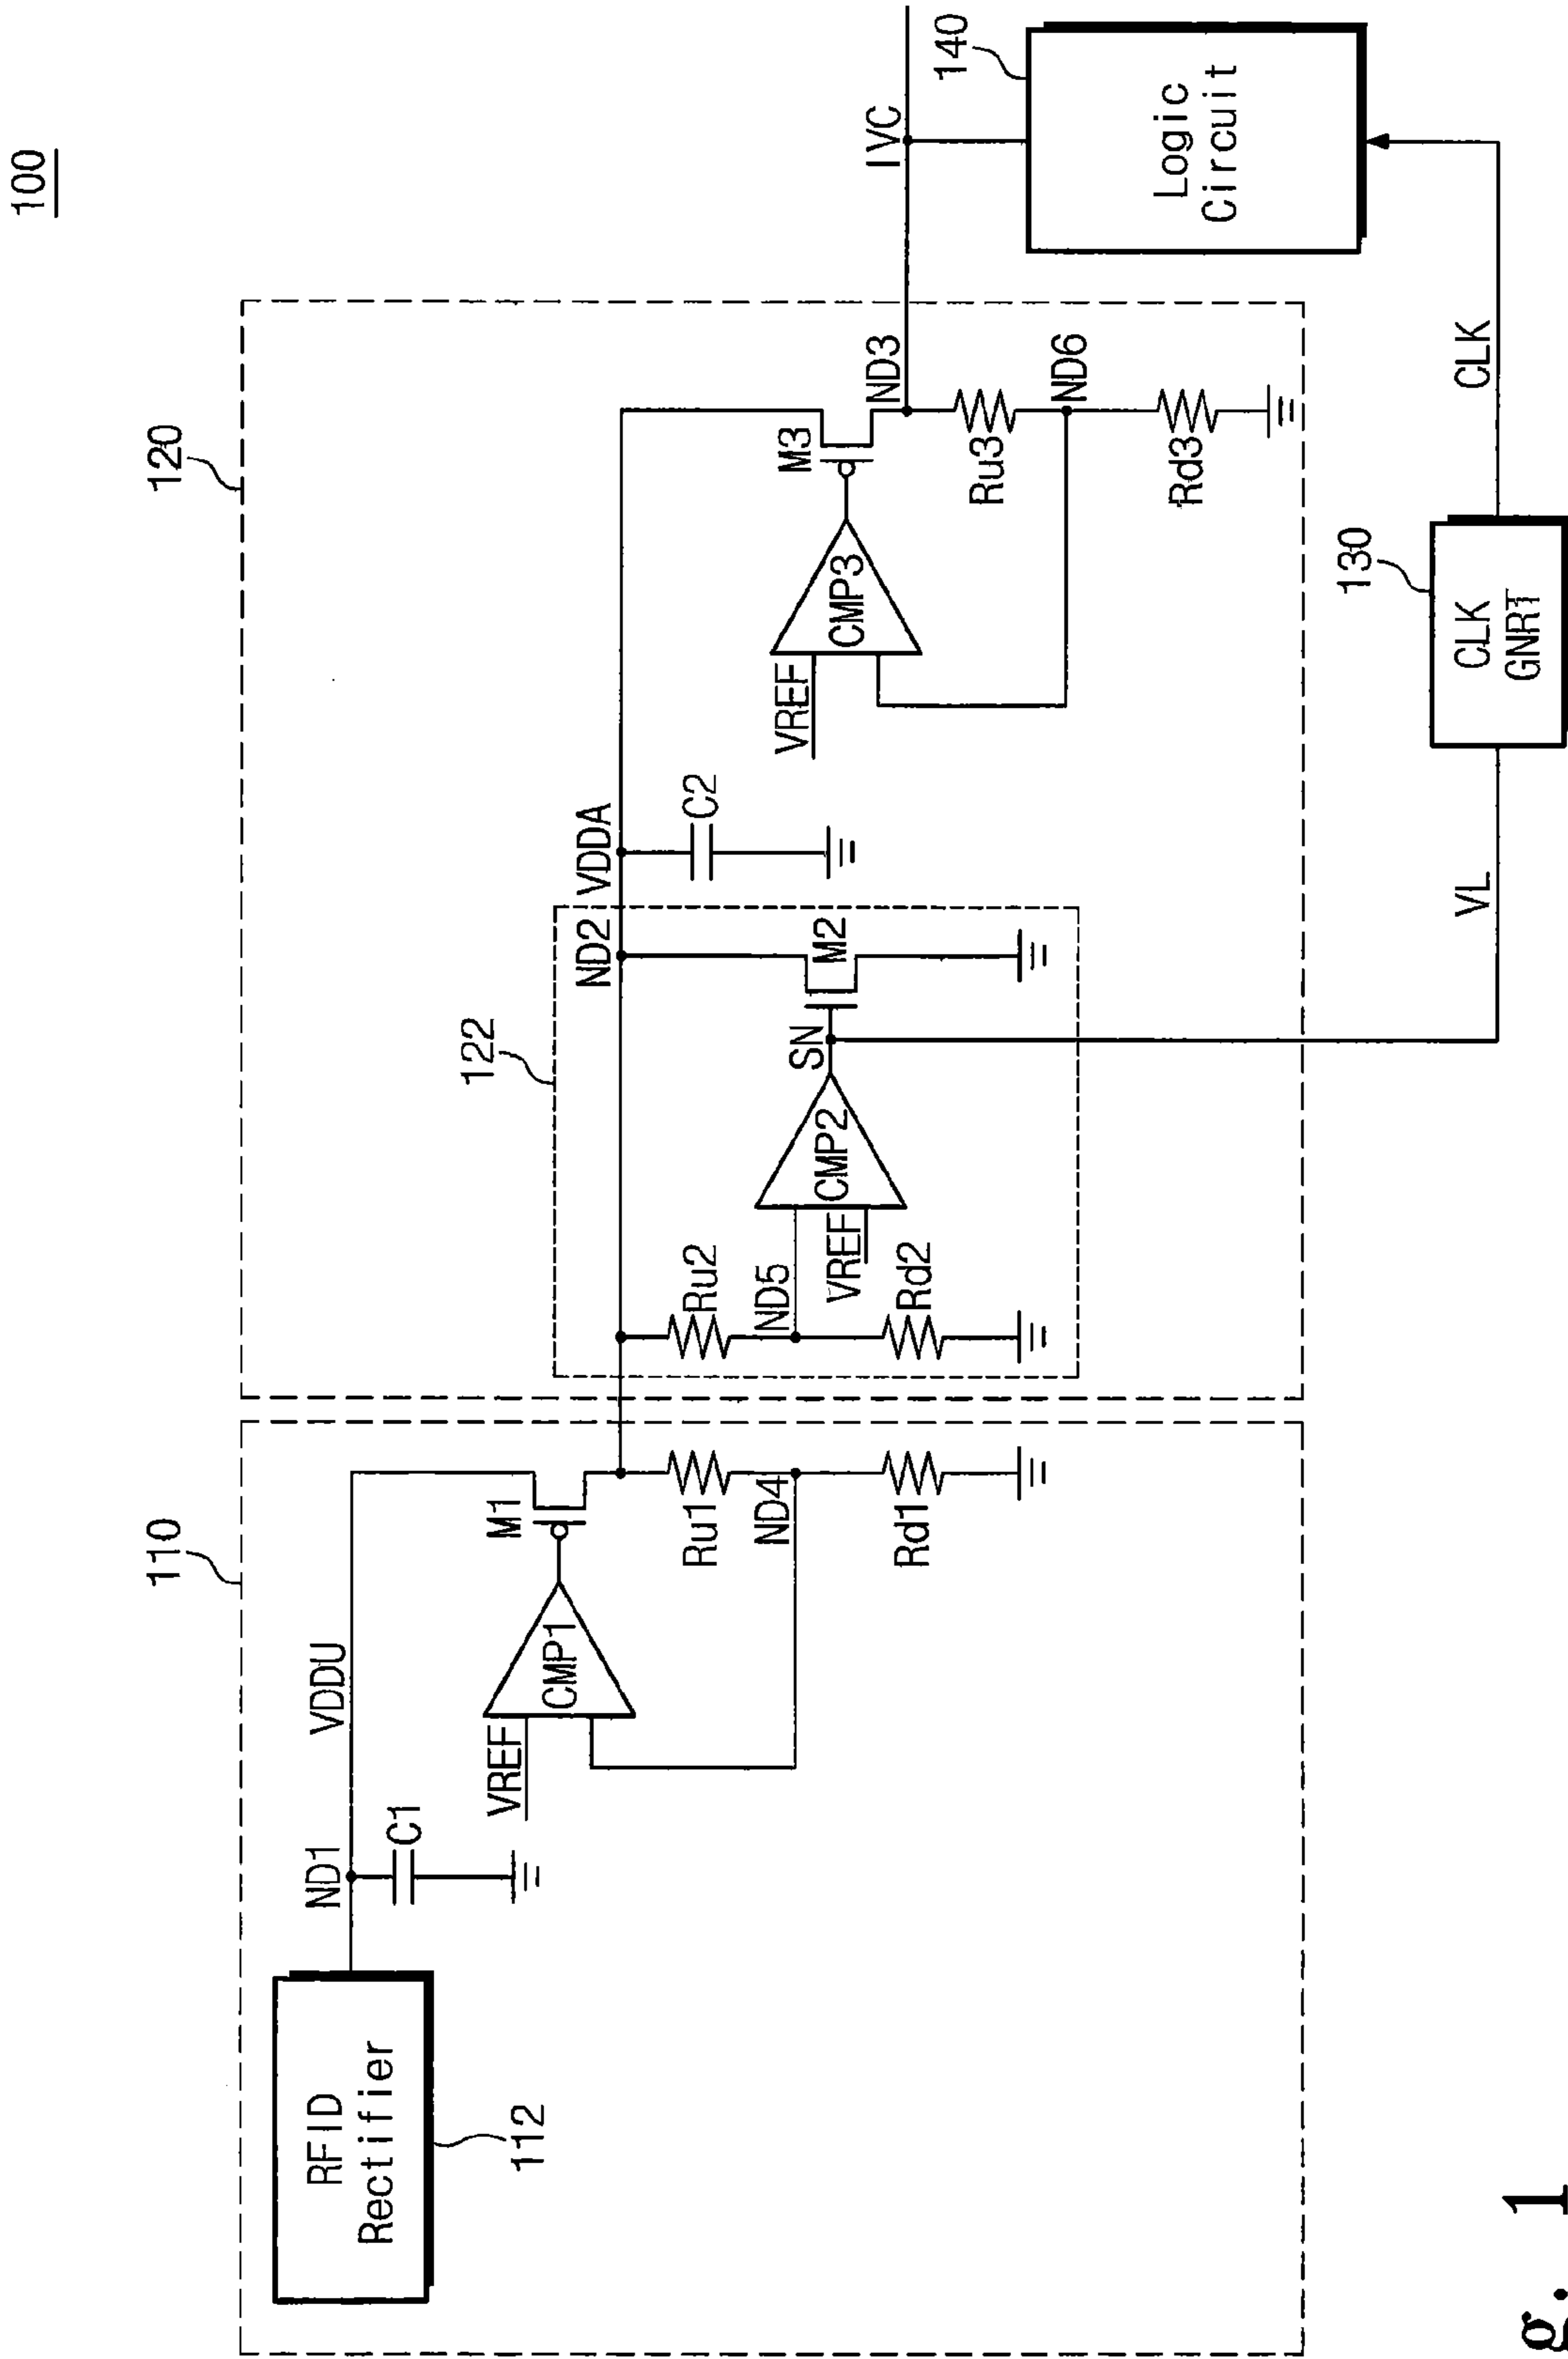 100
110
RFID
Rectifier
112
ND1
VDDU
C1
VREF
CMP1
M1
Ru1
ND4
Rd1
120
122
ND2
VDDA
Ru2
ND5
VREF
Rd2
CMP2
SN
M2
C2
VREF
CMP3
M3
ND3
Ru3
ND6
Rd3
IVC
140
Logic
Circuit
VL
130
CLK
GNRT
CLK
g. 1